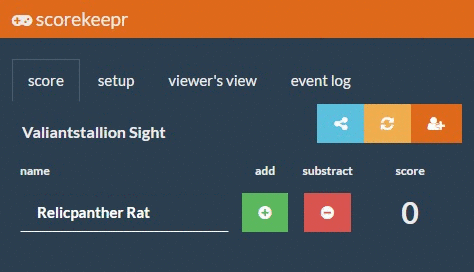 scorekeepr
score setup viewer's view event log
Valiantstallion Sight
name add substract score
Relicpanther Rat 0